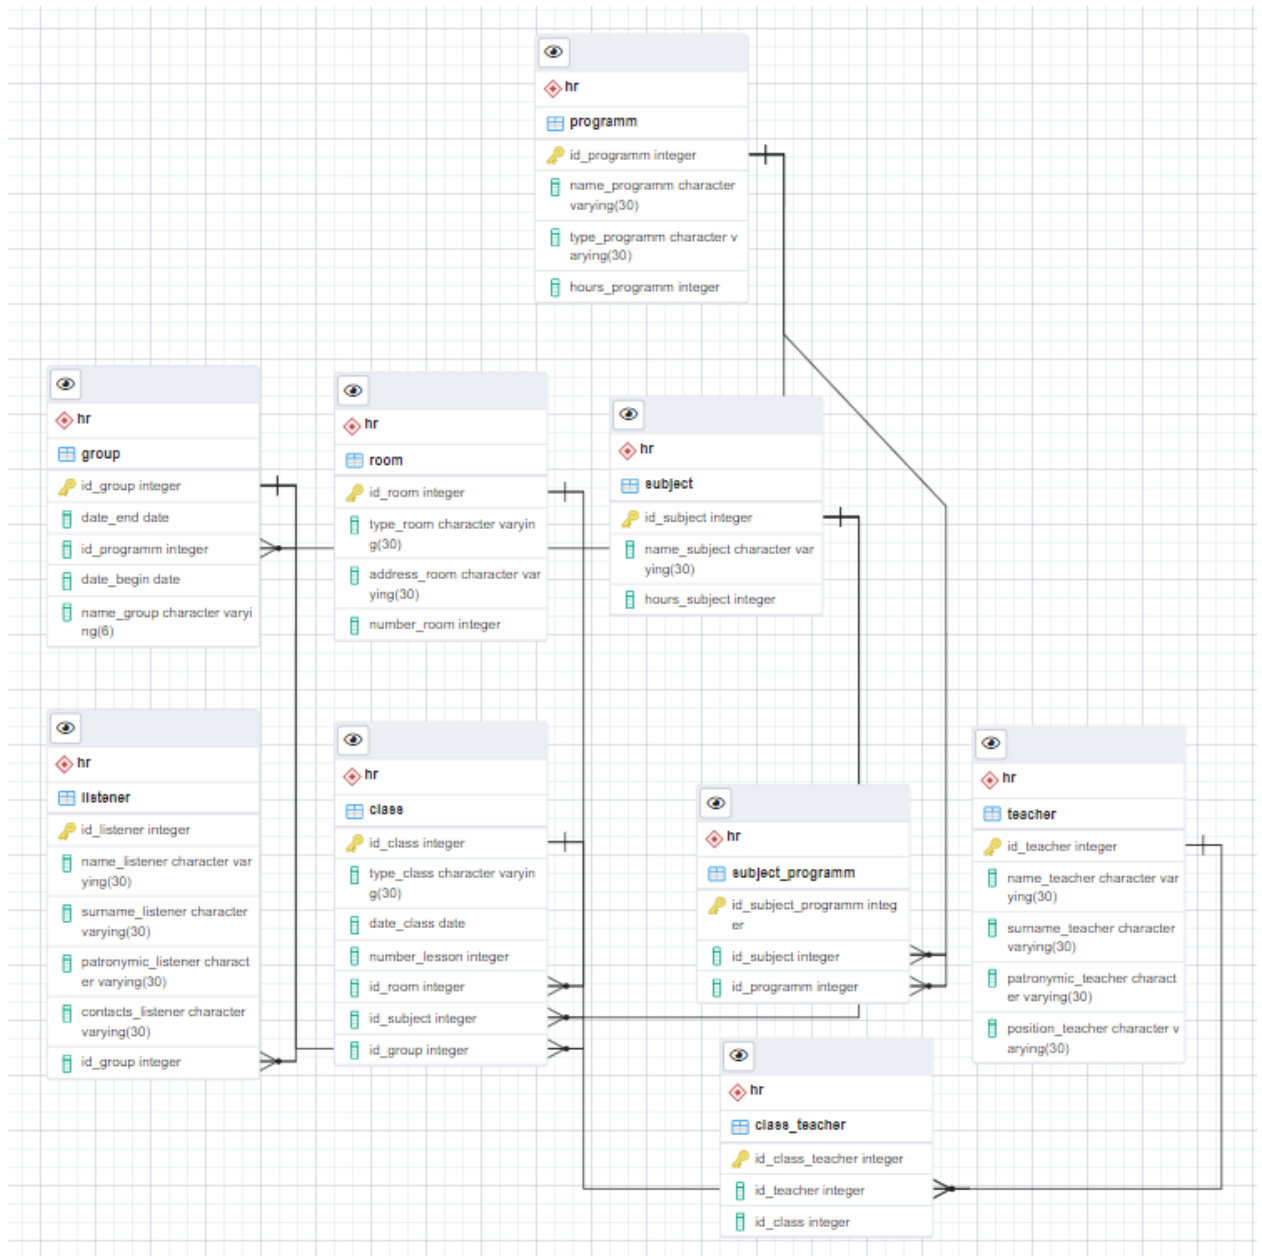 hr
programm
id_programm integer
name_programm character
varying(30)
type_programm character v
arying(30)
hours_programm integer
hr
group
id_group integer
date_end date
id_programm integer
date_begin date
name_group character varyi
ng(6)
hr
room
id_room integer
type_room character varyin
g(30)
address_room character var
ying(30)
number_room integer
hr
subject
id_subject integer
name_subject character var
ying(30)
hours_subject integer
hr
listener
id_listener integer
name_listener character var
ying(30)
surname_listener character
varying(30)
patronymic_listener charact
er varying(30)
contacts_listener character
varying(30)
id_group integer
hr
class
id_class integer
type_class character varyin
g(30)
date_class date
number_lesson integer
id_room integer
id_subject integer
id_group integer
hr
subject_programm
id_subject_programm integ
er
id_subject integer
id_programm integer
hr
teacher
id_teacher integer
name_teacher character var
ying(30)
surname_teacher character
varying(30)
patronymic_teacher charact
er varying(30)
position_teacher character v
arying(30)
hr
class_teacher
id_class_teacher integer
id_teacher integer
id_class integer